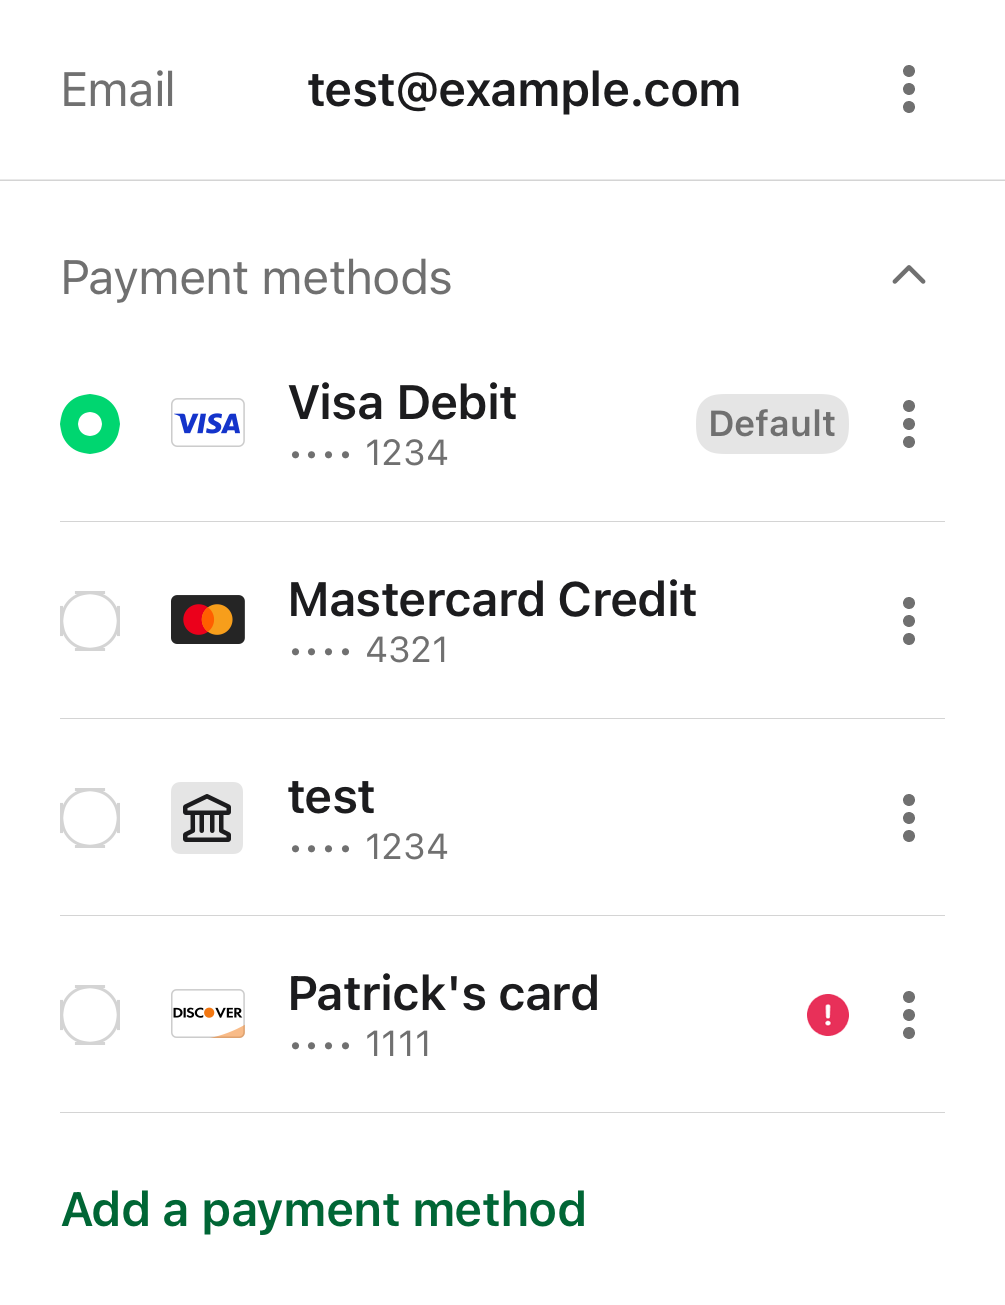 Email test@example.com
Payment methods
VISA Visa Debit Default
•••• 1234
Mastercard Credit
•••• 4321
test
•••• 1234
DISCOVER Patrick's card !
•••• 1111
Add a payment method